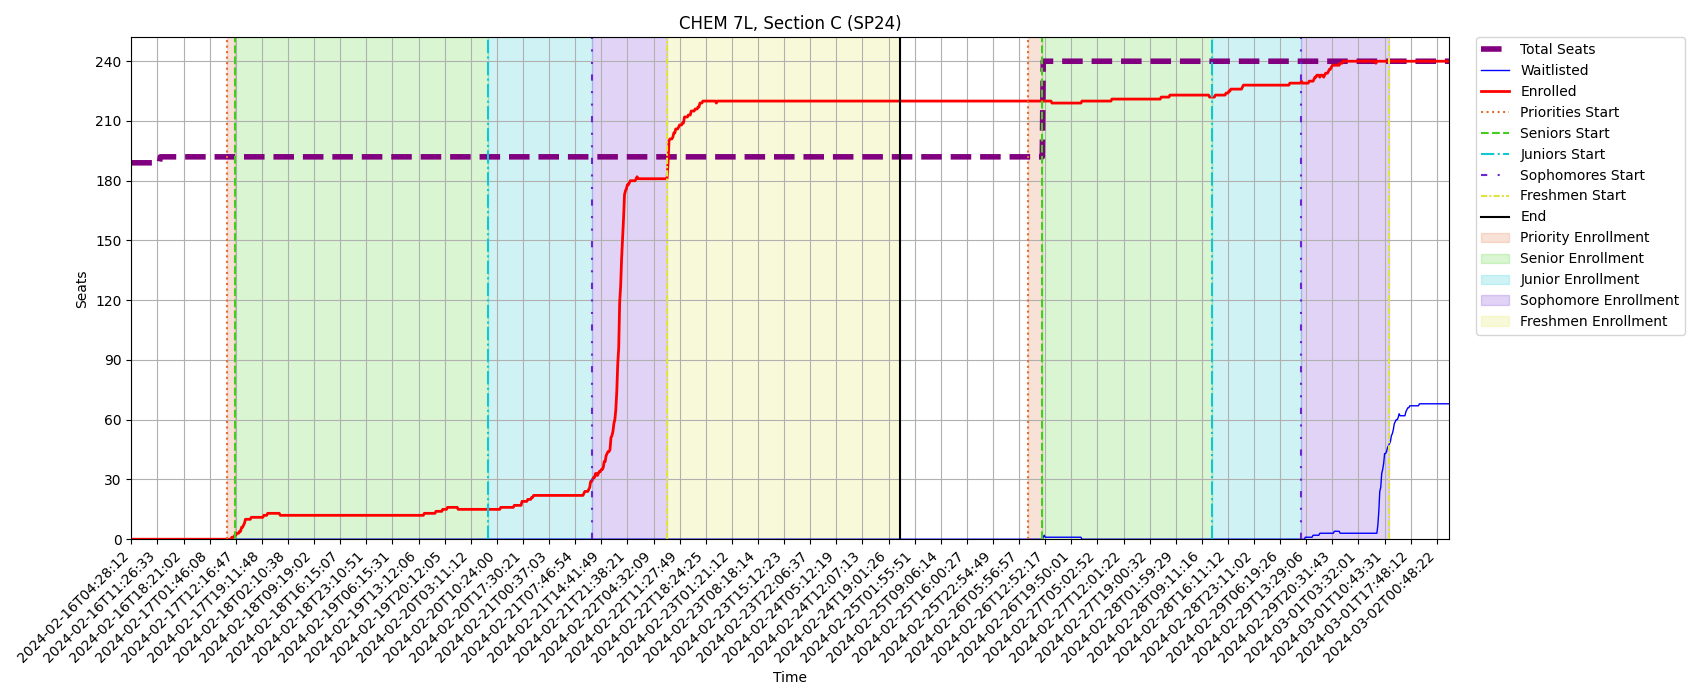 CHEM 7L, Section C (SP24)
Total Seats
Waitlisted
Enrolled
Priorities Start
Seniors Start
Juniors Start
Sophomores Start
Freshmen Start
End
Priority Enrollment
Senior Enrollment
Junior Enrollment
Sophomore Enrollment
Freshmen Enrollment
Seats
240
210
180
150
120
90
60
30
0
2024-02-16T04:28:12
2024-02-16T11:26:33
2024-02-16T18:21:02
2024-02-17T01:46:08
2024-02-17T12:16:47
2024-02-17T19:11:48
2024-02-18T02:10:38
2024-02-18T09:19:02
2024-02-18T16:15:07
2024-02-18T23:10:51
2024-02-19T06:15:31
2024-02-19T13:12:06
2024-02-19T20:12:05
2024-02-20T03:11:12
2024-02-20T10:24:00
2024-02-20T17:30:21
2024-02-21T00:37:03
2024-02-21T07:46:54
2024-02-21T14:41:49
2024-02-21T21:38:21
2024-02-22T04:32:09
2024-02-22T11:27:49
2024-02-22T18:24:25
2024-02-23T01:21:12
2024-02-23T08:18:14
2024-02-23T15:12:23
2024-02-23T22:06:37
2024-02-24T05:12:19
2024-02-24T12:07:13
2024-02-24T19:01:26
2024-02-25T01:55:51
2024-02-25T09:06:14
2024-02-25T16:00:27
2024-02-25T22:54:49
2024-02-26T05:56:57
2024-02-26T12:52:17
2024-02-26T19:50:01
2024-02-27T05:02:52
2024-02-27T12:01:22
2024-02-27T19:00:32
2024-02-28T01:59:29
2024-02-28T09:11:16
2024-02-28T16:11:12
2024-02-28T23:11:02
2024-02-29T06:19:26
2024-02-29T13:29:06
2024-02-29T20:31:43
2024-03-01T03:32:01
2024-03-01T10:43:31
2024-03-01T17:48:12
2024-03-02T00:48:22
Time